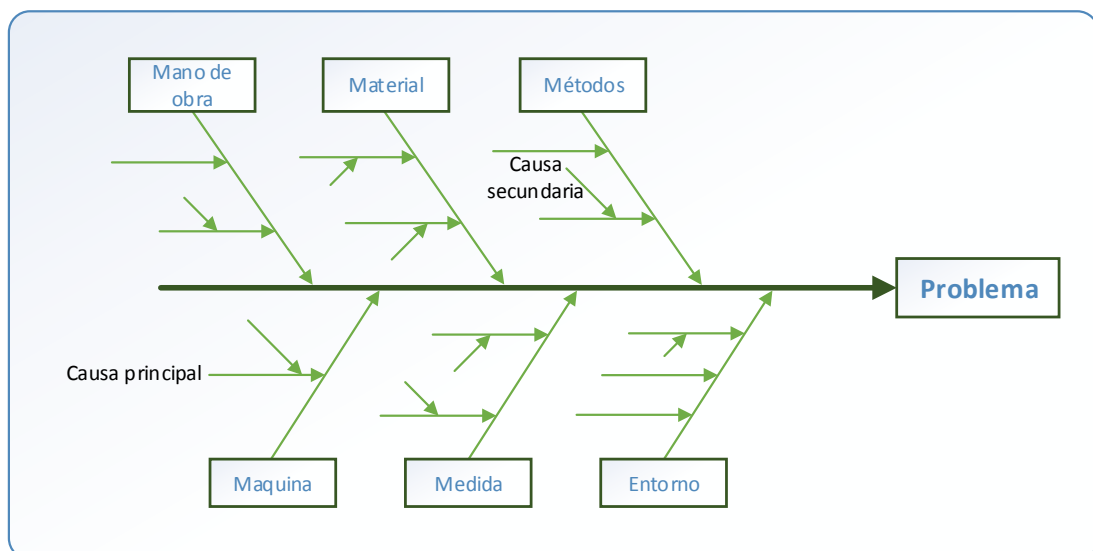 Mano de
obra
Material
Métodos
Causa
secundaria
Problema
Causa principal
Maquina
Medida
Entorno